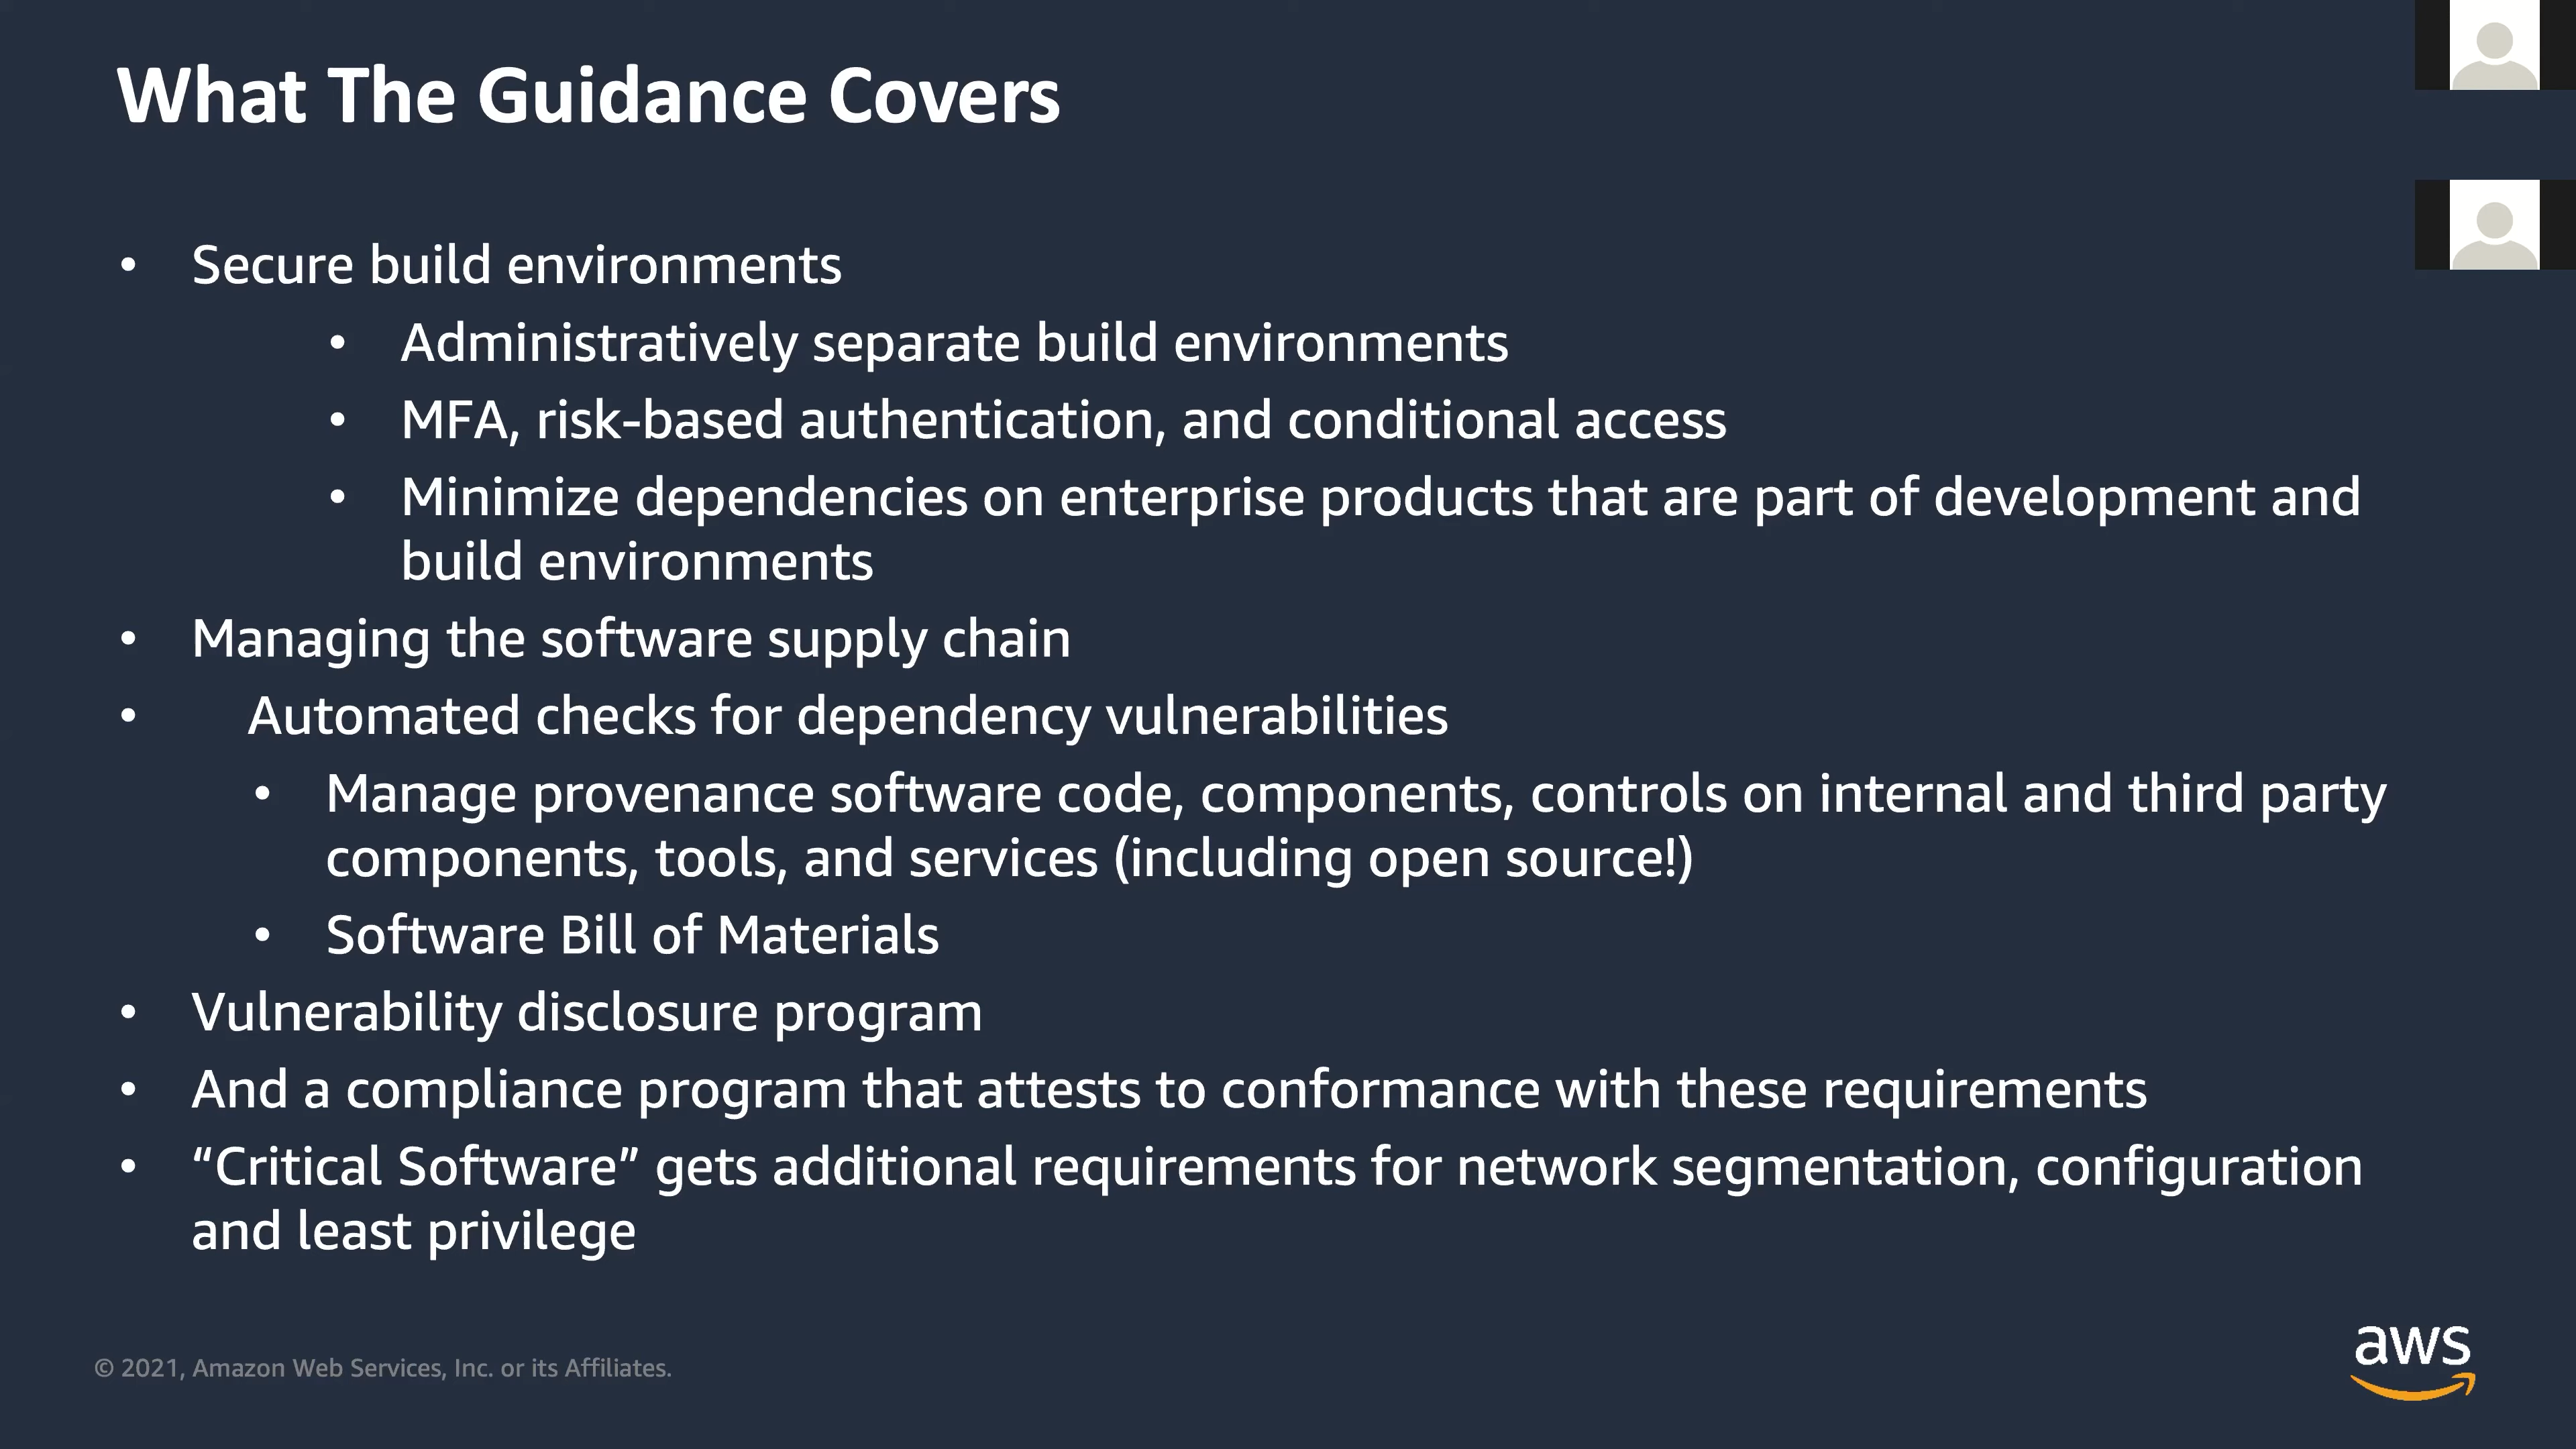 What The Guidance Covers
• Secure build environments
• Administratively separate build environments
• MFA, risk-based authentication, and conditional access
• Minimize dependencies on enterprise products that are part of development and
build environments
• Managing the software supply chain
• Automated checks for dependency vulnerabilities
• Manage provenance software code, components, controls on internal and third party
components, tools, and services (including open source!)
• Software Bill of Materials
• Vulnerability disclosure program
• And a compliance program that attests to conformance with these requirements
• “Critical Software” gets additional requirements for network segmentation, configuration
and least privilege
© 2021, Amazon Web Services, Inc. or its Affiliates.
aws